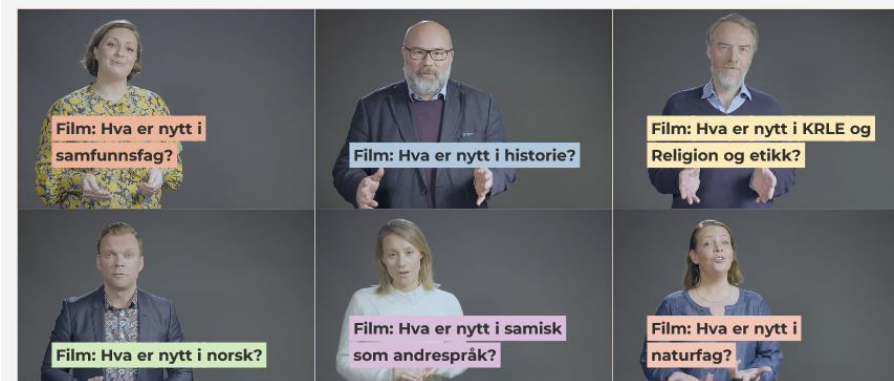 Film: Hva er nytt i
samfunnsfag?
Film: Hva er nytt i historie?
Film: Hva er nytt i KRLE og
Religion og etikk?
Film: Hva er nytt i norsk?
Film: Hva er nytt i samisk
som andrespråk?
Film: Hva er nytt i
naturfag?